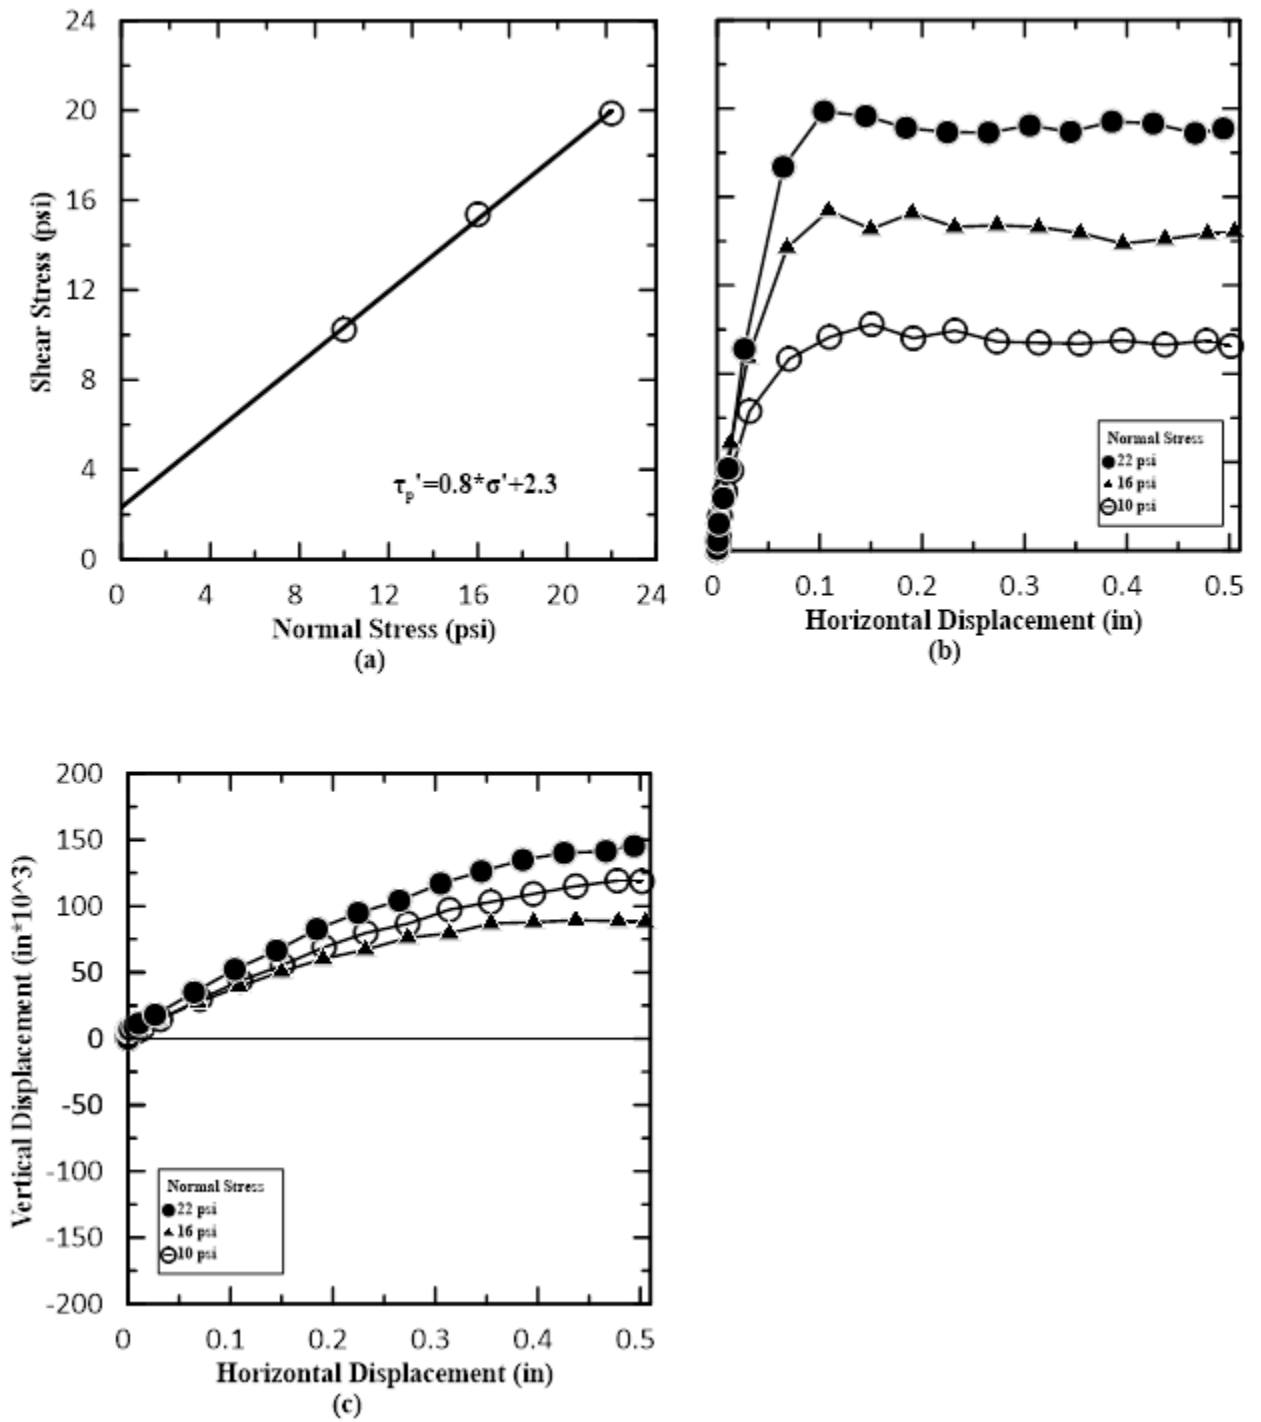 24
20
16
12
8
4
0
Shear Stress (psi)
τp'=0.8*σ'+2.3
0 4 8 12 16 20 24
Normal Stress (psi)
(a)
Normal Stress
22 psi
16 psi
10 psi
0 0.1 0.2 0.3 0.4 0.5
Horizontal Displacement (in)
(b)
200
150
100
50
0
-50
-100
-150
-200
Vertical Displacement (in*10^3)
Normal Stress
22 psi
16 psi
10 psi
0 0.1 0.2 0.3 0.4 0.5
Horizontal Displacement (in)
(c)